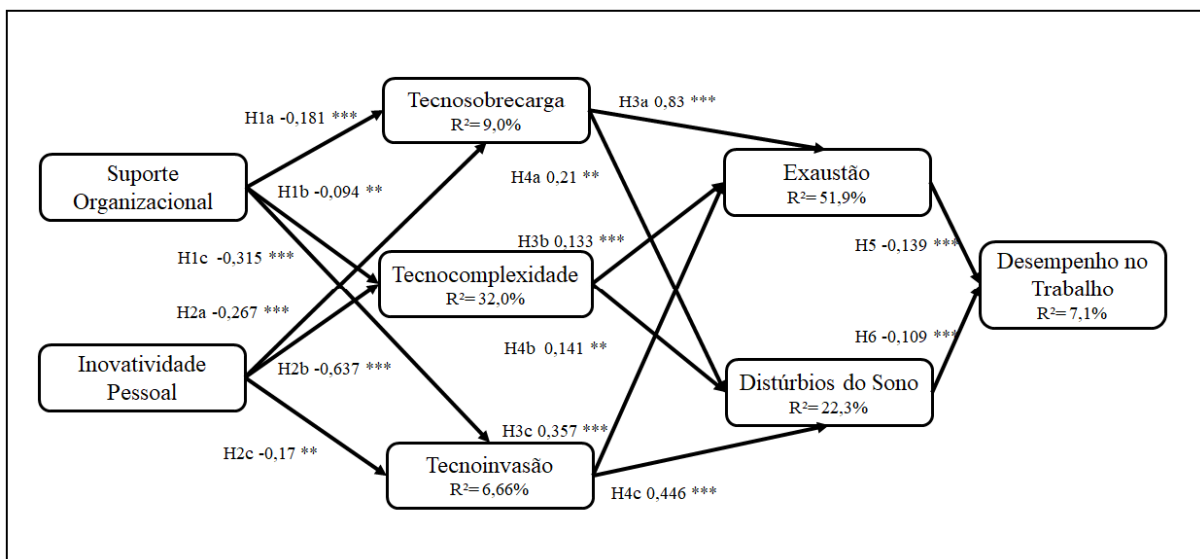 Tecnosobrecarga
R²= 9,0%
H3a 0,83 ***
H1a -0,181 ***
Suporte
Organizacional
H1b -0,094 **
H4a 0,21 **
Exaustão
R²= 51,9%
H1c -0,315 ***
H3b 0,133 ***
H5 -0,139 ***
Tecnocomplexidade
R²= 32,0%
Desempenho no
Trabalho
R²= 7,1%
H2a -0,267 ***
H4b 0,141 **
H6 -0,109 ***
Inovatividade
Pessoal
H2b -0,637 ***
Distúrbios do Sono
R²= 22,3%
H3c 0,357 ***
H2c -0,17 **
Tecnoinvasão
R²= 6,66%
H4c 0,446 ***